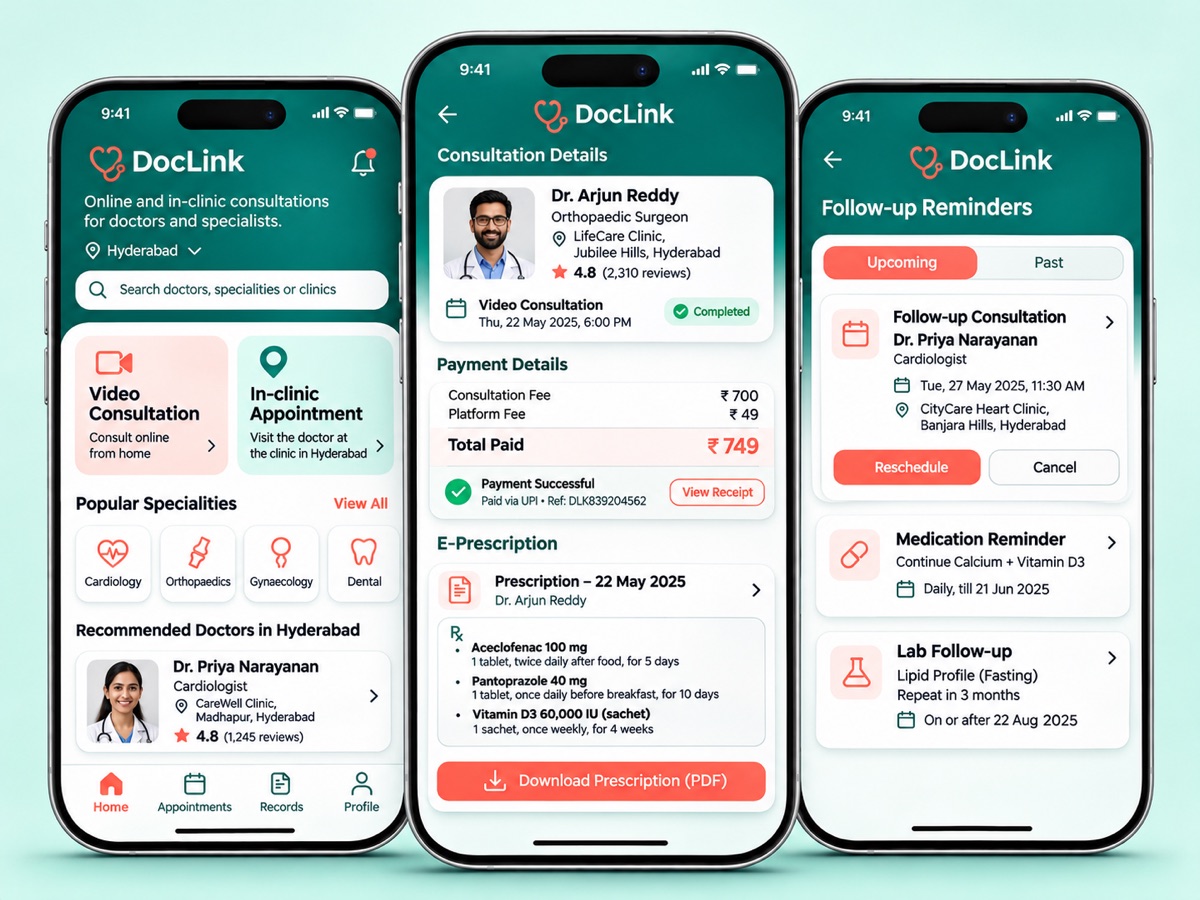 9:41
DocLink
Online and in-clinic consultations
for doctors and specialists.
Hyderabad
Search doctors, specialities or clinics
Video
Consultation
Consult online
from home
In-clinic
Appointment
Visit the doctor at
the clinic in Hyderabad
Popular Specialities
View All
Cardiology
Orthopaedics
Gynaecology
Dental
Recommended Doctors in Hyderabad
Dr. Priya Narayanan
Cardiologist
CareWell Clinic,
Madhapur, Hyderabad
4.8 (1,245 reviews)
Home
Appointments
Records
Profile
9:41
DocLink
Consultation Details
Dr. Arjun Reddy
Orthopaedic Surgeon
LifeCare Clinic,
Jubilee Hills, Hyderabad
4.8 (2,310 reviews)
Video Consultation
Thu, 22 May 2025, 6:00 PM
Completed
Payment Details
Consultation Fee ₹ 700
Platform Fee ₹ 49
Total Paid ₹ 749
Payment Successful
Paid via UPI • Ref: DLK839204562
View Receipt
E-Prescription
Prescription – 22 May 2025
Dr. Arjun Reddy
℞
• Aceclofenac 100 mg
1 tablet, twice daily after food, for 5 days
• Pantoprazole 40 mg
1 tablet, once daily before breakfast, for 10 days
• Vitamin D3 60,000 IU (sachet)
1 sachet, once weekly, for 4 weeks
Download Prescription (PDF)
9:41
DocLink
Follow-up Reminders
Upcoming
Past
Follow-up Consultation
Dr. Priya Narayanan
Cardiologist
Tue, 27 May 2025, 11:30 AM
CityCare Heart Clinic,
Banjara Hills, Hyderabad
Reschedule
Cancel
Medication Reminder
Continue Calcium + Vitamin D3
Daily, till 21 Jun 2025
Lab Follow-up
Lipid Profile (Fasting)
Repeat in 3 months
On or after 22 Aug 2025